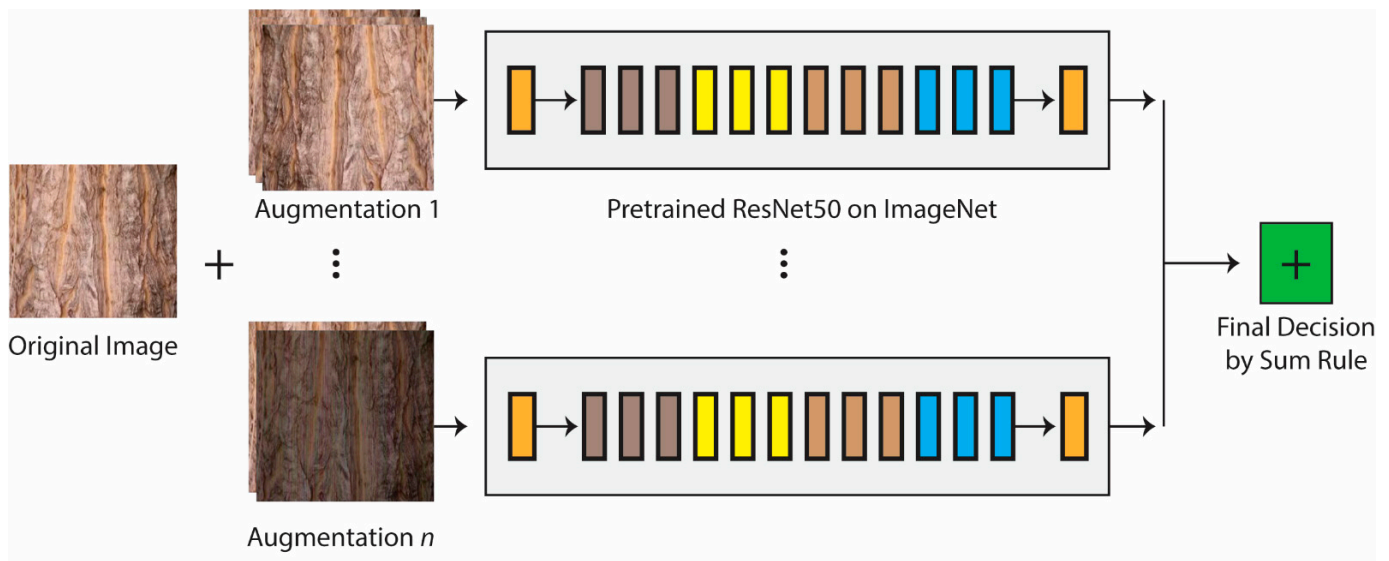 Augmentation 1
Pretrained ResNet50 on ImageNet
+
+
Original Image
Final Decision
by Sum Rule
Augmentation n